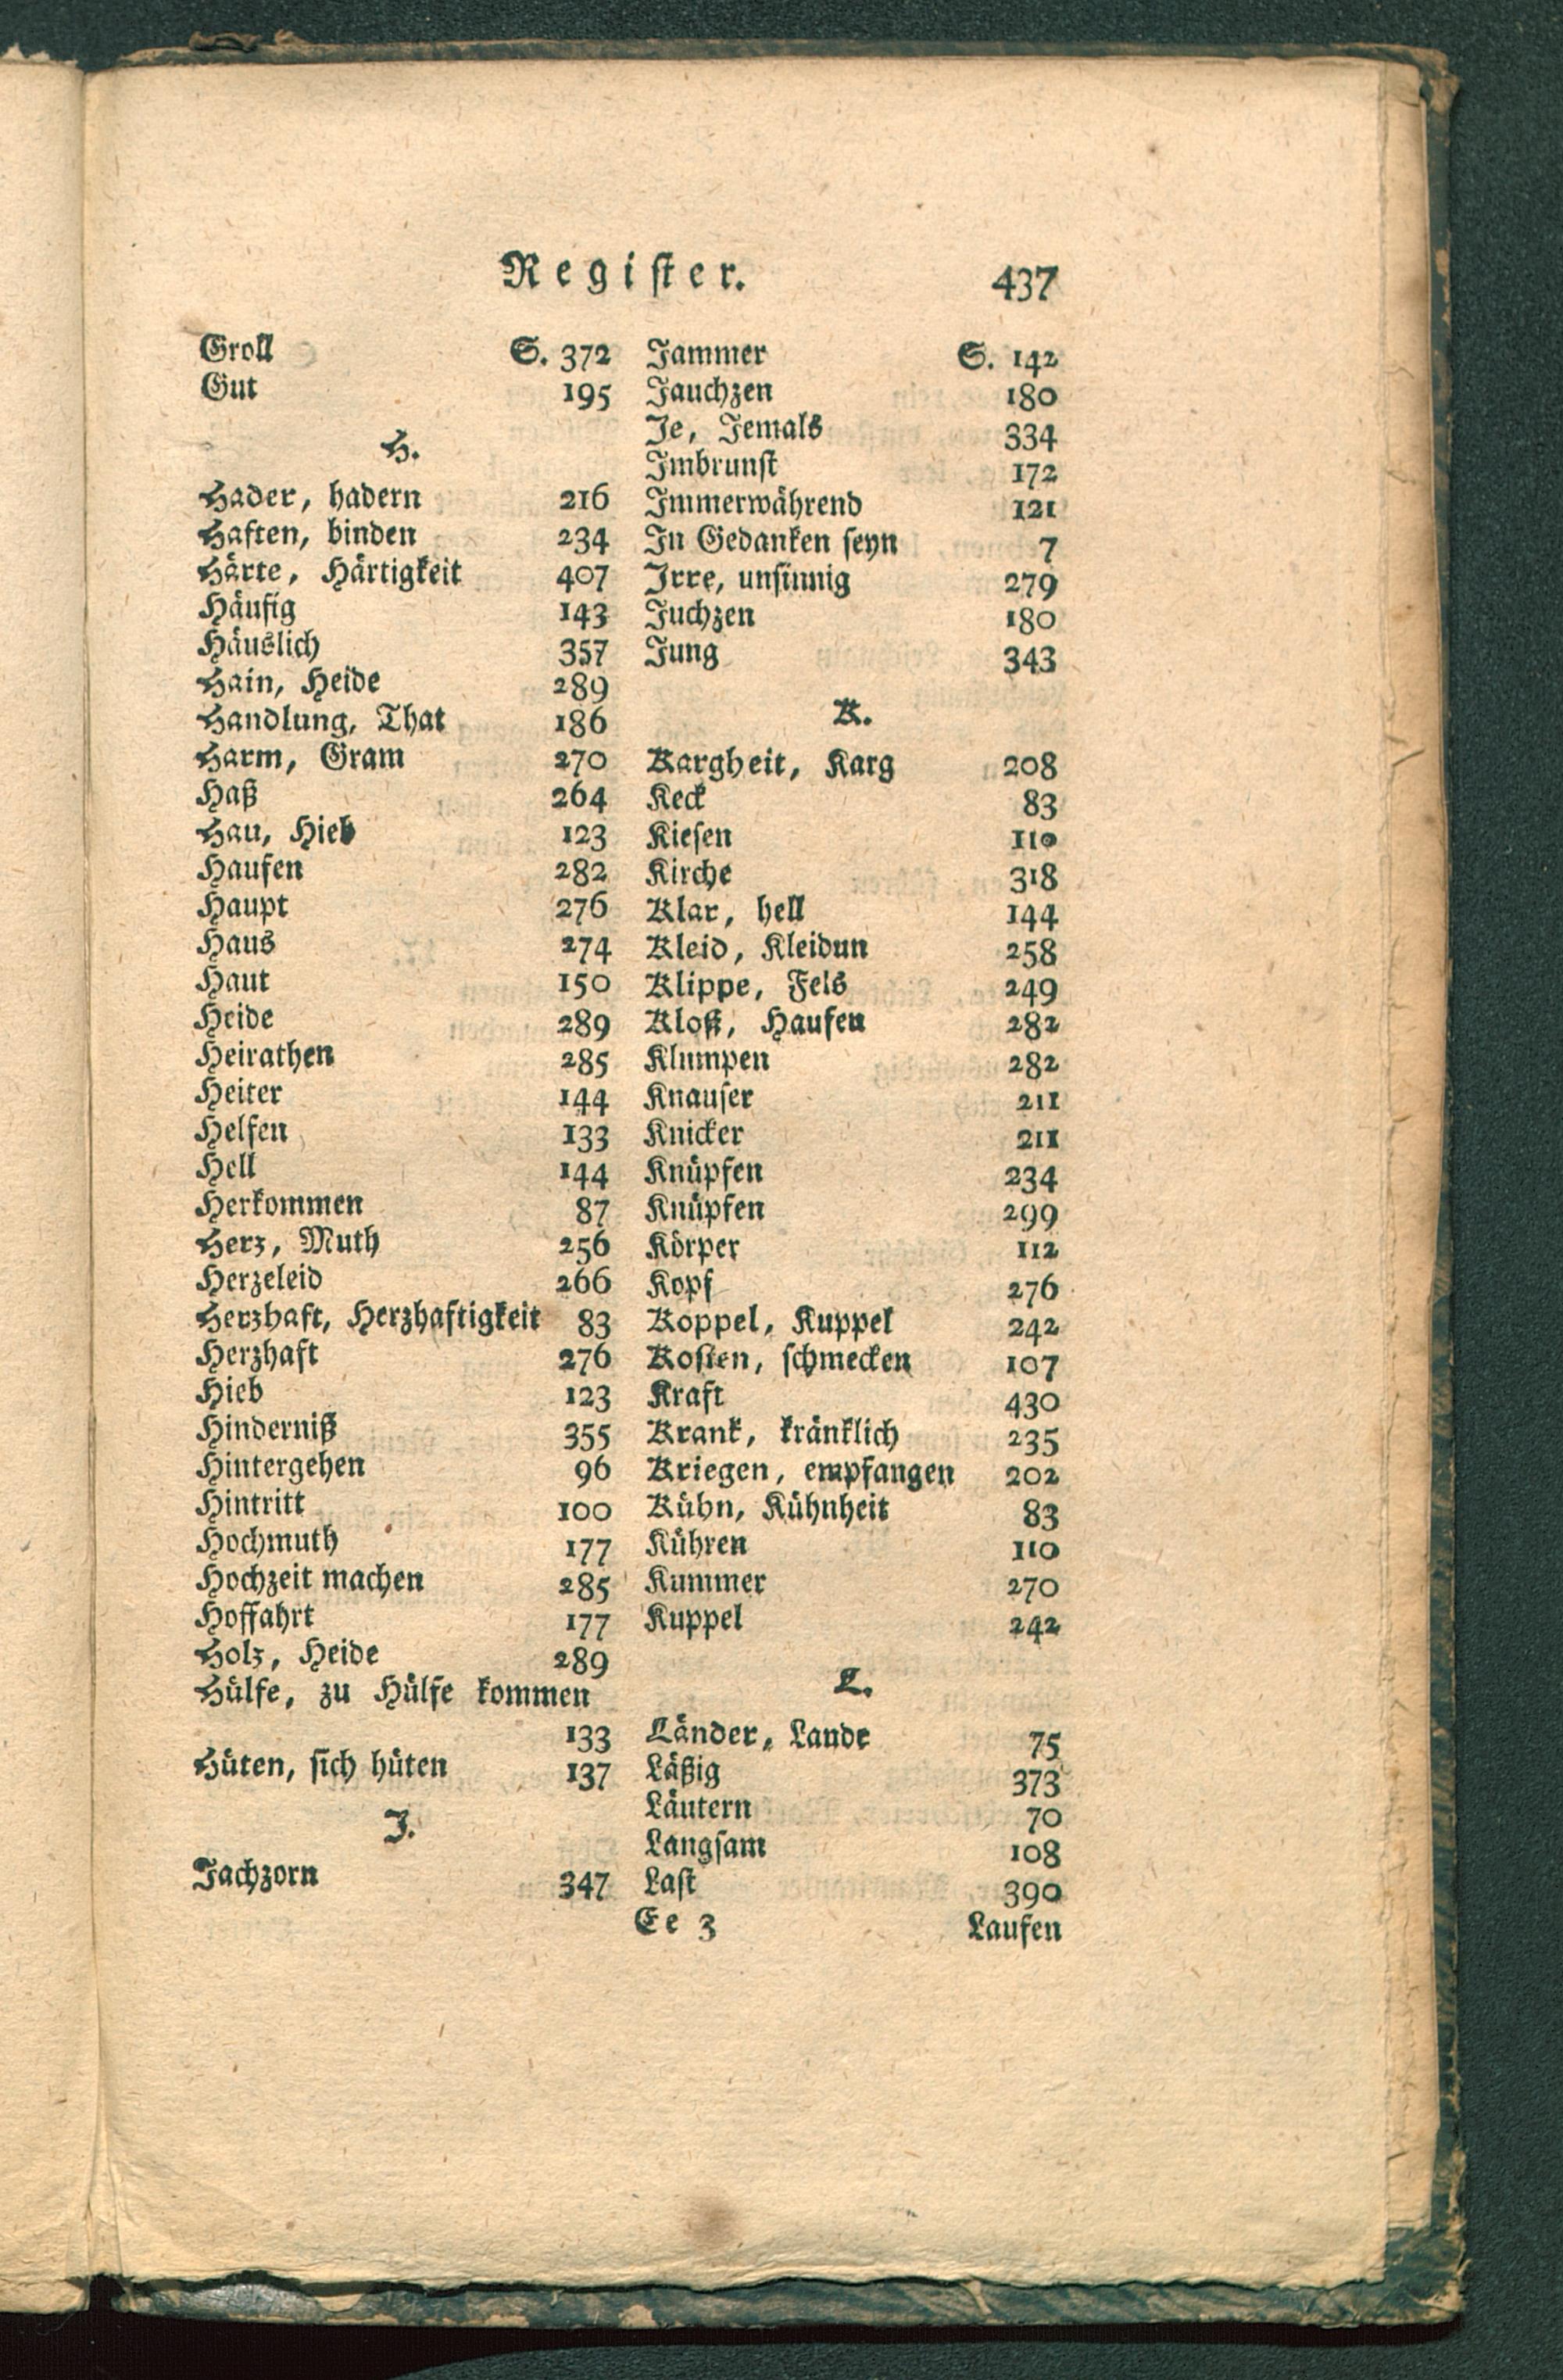 Register. 437
Groll S. 372
Gut 195
H.
Hader, hadern 216
Haften, binden 234
Härte, Härtigkeit 407
Häufig 143
Häuslich 357
Hain, Heide 289
Handlung, That 186
Harm, Gram 270
Haß 264
Hau, Hieb 123
Haufen 282
Haupt 276
Haus 274
Haut 150
Heide 289
Heirathen 285
Heiter 144
Helfen 133
Hell 144
Herkommen 87
Herz, Muth 256
Herzeleid 266
Herzhaft, Herzhaftigkeit 83
Herzhaft 276
Hieb 123
Hinderniß 355
Hintergehen 96
Hintritt 100
Hochmuth 177
Hochzeit machen 285
Hoffahrt 177
Holz, Heide 289
Hülfe, zu Hülfe kommen
133
Hüten, sich hüten 137
J.
Jachzorn 347
Jammer S. 142
Jauchzen 180
Je, Jemals 334
Imbrunst 172
Immerwährend 121
In Gedanken seyn 7
Irre, unsinnig 279
Juchzen 180
Jung 343
K.
Kargheit, Karg 208
Keck 83
Kiesen 110
Kirche 318
Klar, hell 144
Kleid, Kleidun 258
Klippe, Fels 249
Kloß, Haufen 282
Klumpen 282
Knauser 211
Knicker 211
Knüpfen 234
Knüpfen 299
Körper 112
Kopf 276
Koppel, Kuppel 242
Kosten, schmecken 107
Kraft 430
Krank, kränklich 235
Kriegen, empfangen 202
Kühn, Kühnheit 83
Kühren 110
Kummer 270
Kuppel 242
L.
Länder, Lande 75
Läßig 373
Läutern 70
Langsam 108
Last 390
Ee 3 Laufen